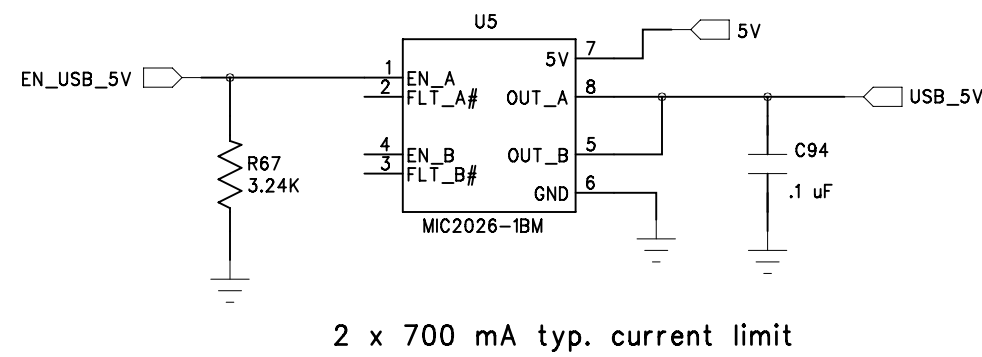 U5
7
5V
5V
EN_USB_5V
1
EN_A
2
FLT_A#
OUT_A
8
USB_5V
4
EN_B
OUT_B
5
C94
R67
3.24K
3
FLT_B#
GND
6
.1 uF
MIC2026-1BM
2 x 700 mA typ. current limit